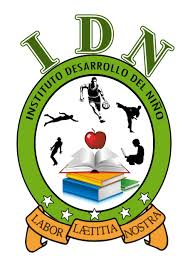 IDN
INSTITUTO DESARROLLO DEL NIÑO
LABOR LÆTITIA NOSTRA